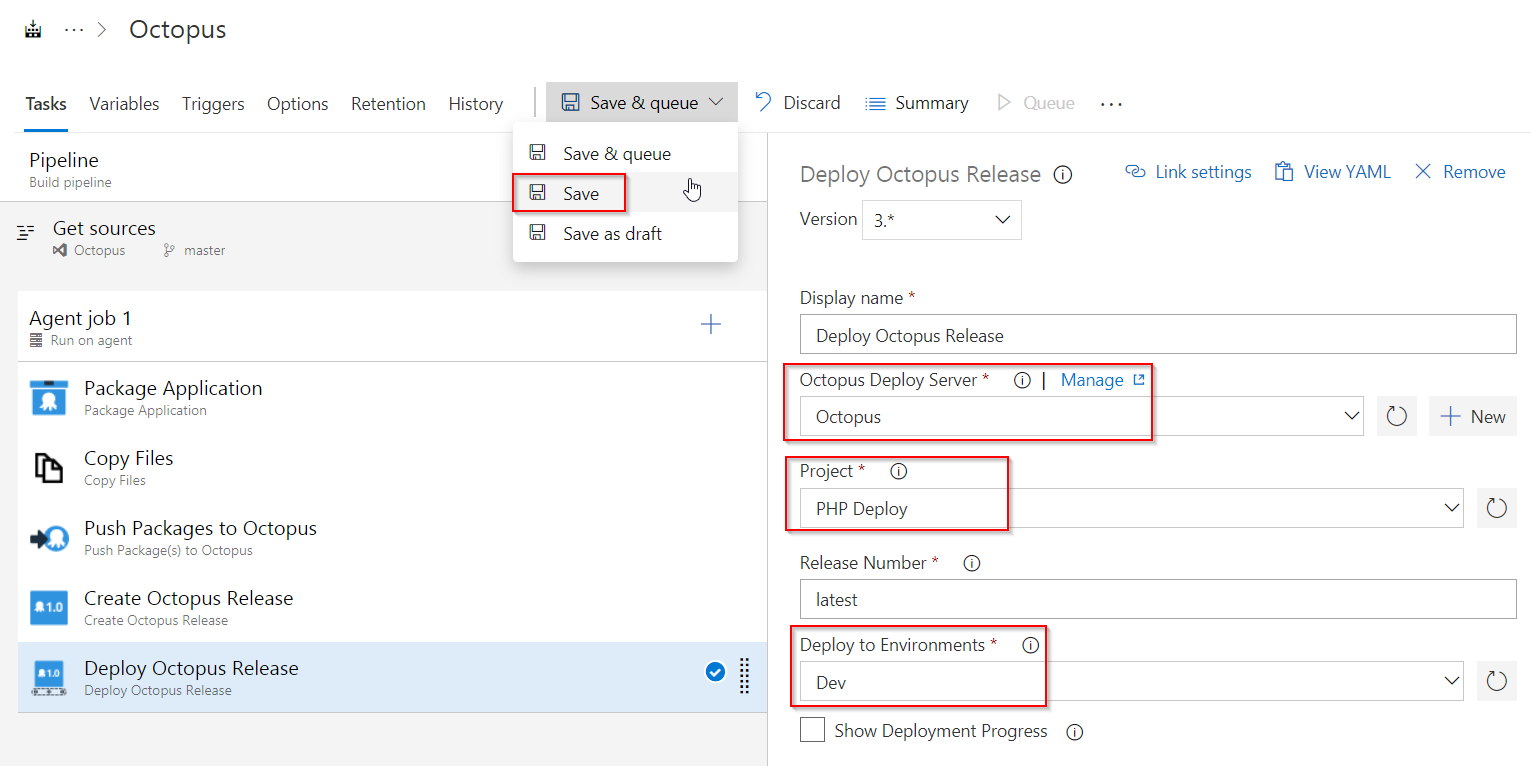 ··· > Octopus
Tasks Variables Triggers Options Retention History Save & queue Discard Summary Queue ···
Save & queue
Save
Save as draft
Pipeline
Build pipeline
Get sources
Octopus master
Agent job 1
Run on agent
Package Application
Package Application
Copy Files
Copy Files
Push Packages to Octopus
Push Package(s) to Octopus
1.0
Create Octopus Release
Create Octopus Release
1.0
Deploy Octopus Release
Deploy Octopus Release
Deploy Octopus Release Link settings View YAML Remove
Version 3.*
Display name *
Deploy Octopus Release
Octopus Deploy Server * | Manage
Octopus New
Project *
PHP Deploy
Release Number *
latest
Deploy to Environments *
Dev
Show Deployment Progress